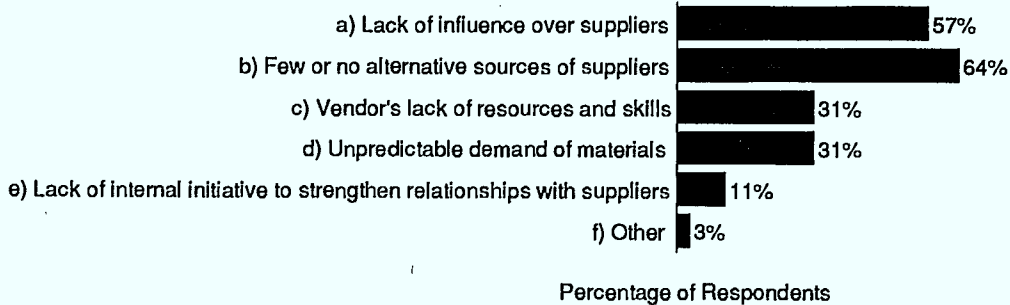 a) Lack of influence over suppliers 57%
b) Few or no alternative sources of suppliers 64%
c) Vendor's lack of resources and skills 31%
d) Unpredictable demand of materials 31%
e) Lack of internal initiative to strengthen relationships with suppliers 11%
f) Other 3%
Percentage of Respondents